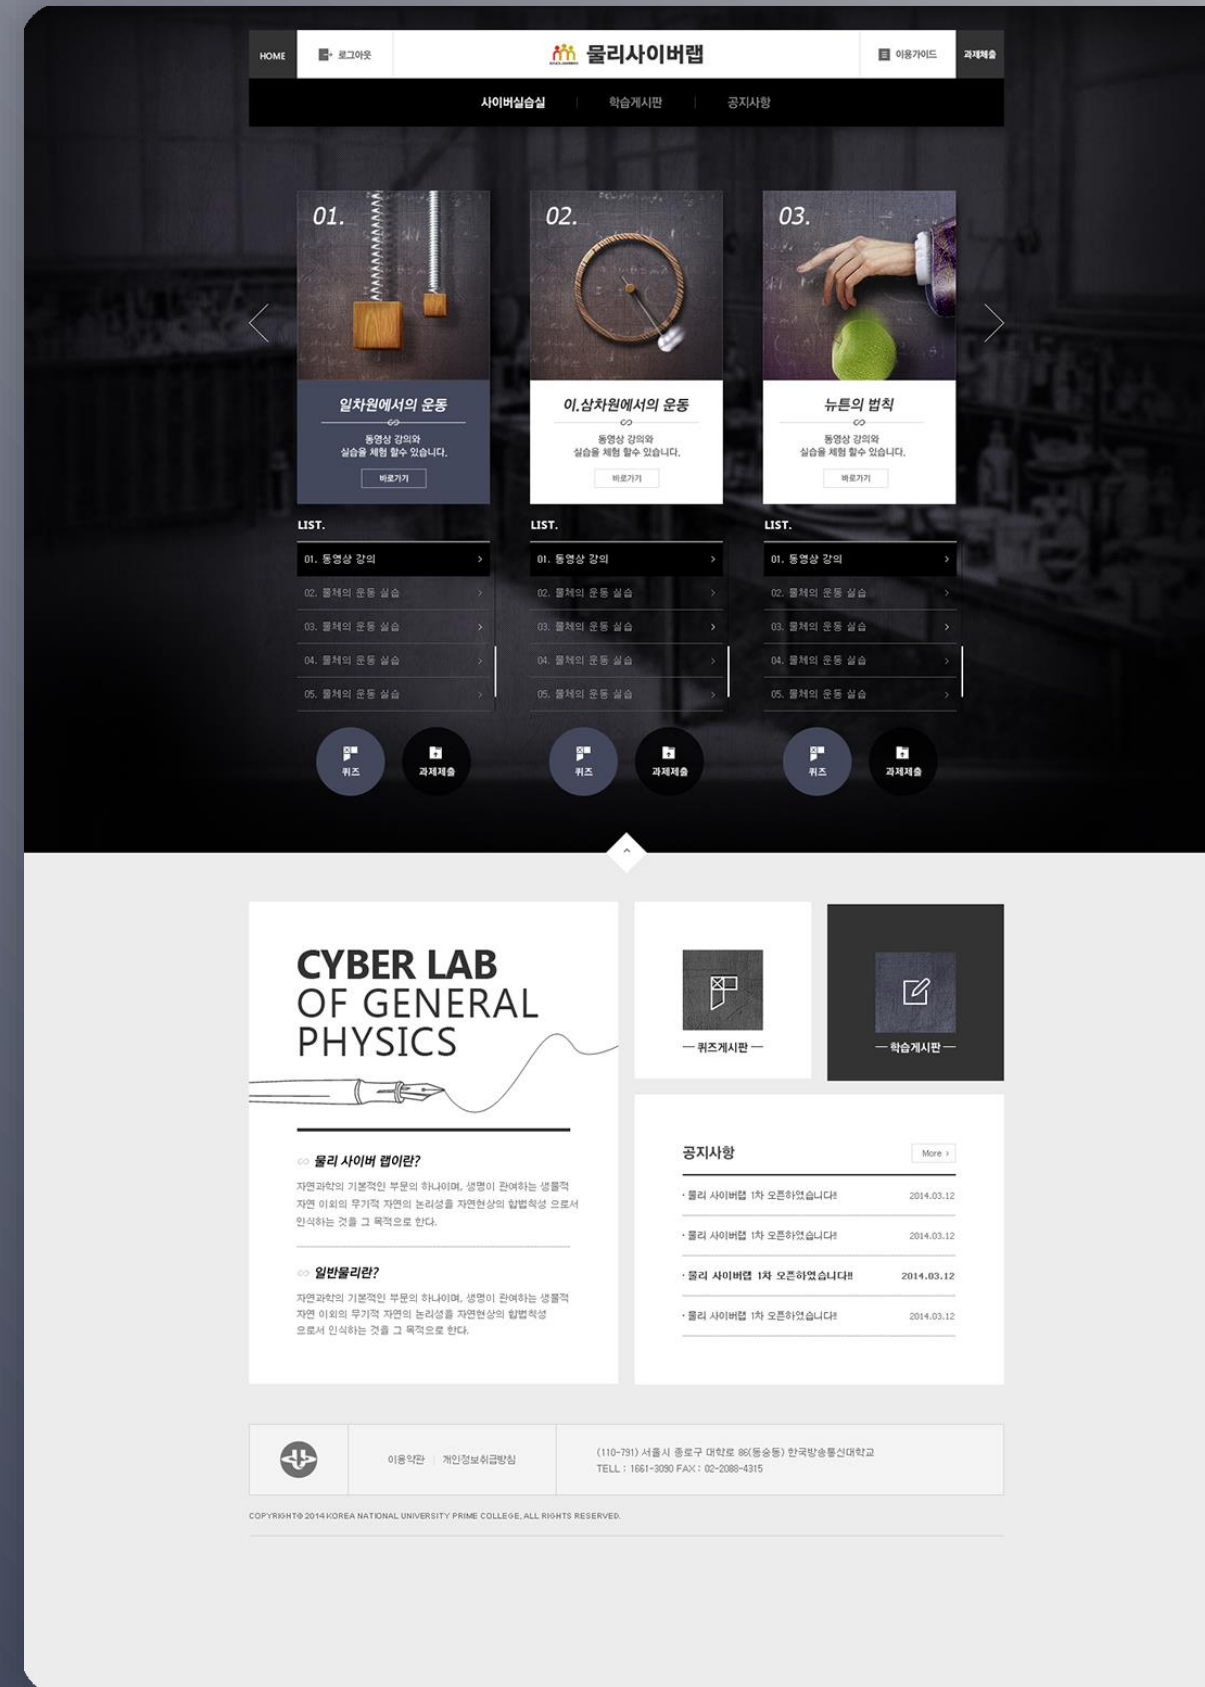 HOME
로그아웃
물리사이버랩
이용가이드
과제제출
사이버실습실
학습게시판
공지사항
01.
일차원에서의 운동
동영상 강의와
실습을 체험 할수 있습니다.
바로가기
LIST.
01. 동영상 강의
02. 물체의 운동 실습
03. 물체의 운동 실습
04. 물체의 운동 실습
05. 물체의 운동 실습
퀴즈
과제제출
02.
이,삼차원에서의 운동
동영상 강의와
실습을 체험 할수 있습니다.
바로가기
LIST.
01. 동영상 강의
02. 물체의 운동 실습
03. 물체의 운동 실습
04. 물체의 운동 실습
05. 물체의 운동 실습
퀴즈
과제제출
03.
뉴튼의 법칙
동영상 강의와
실습을 체험 할수 있습니다.
바로가기
LIST.
01. 동영상 강의
02. 물체의 운동 실습
03. 물체의 운동 실습
04. 물체의 운동 실습
05. 물체의 운동 실습
퀴즈
과제제출
CYBER LAB
OF GENERAL
PHYSICS
물리 사이버 랩이란?
자연과학의 기본적인 부문의 하나이며, 생명이 관여하는 생물적
자연 이외의 무기적 자연의 논리성을 자연현상의 합법칙성 으로서
인식하는 것을 그 목적으로 한다.
일반물리란?
자연과학의 기본적인 부문의 하나이며, 생명이 관여하는 생물적
자연 이외의 무기적 자연의 논리성을 자연현상의 합법칙성
으로서 인식하는 것을 그 목적으로 한다.
퀴즈게시판
학습게시판
공지사항
More >
· 물리 사이버랩 1차 오픈하였습니다!! 2014.03.12
· 물리 사이버랩 1차 오픈하였습니다!! 2014.03.12
· 물리 사이버랩 1차 오픈하였습니다!! 2014.03.12
· 물리 사이버랩 1차 오픈하였습니다!! 2014.03.12
이용약관 | 개인정보취급방침
(110-791) 서울시 종로구 대학로 86(동숭동) 한국방송통신대학교
TELL : 1661-3090 FAX : 02-2088-4315
COPYRIGHT© 2014 KOREA NATIONAL UNIVERSITY PRIME COLLEGE, ALL RIGHTS RESERVED.